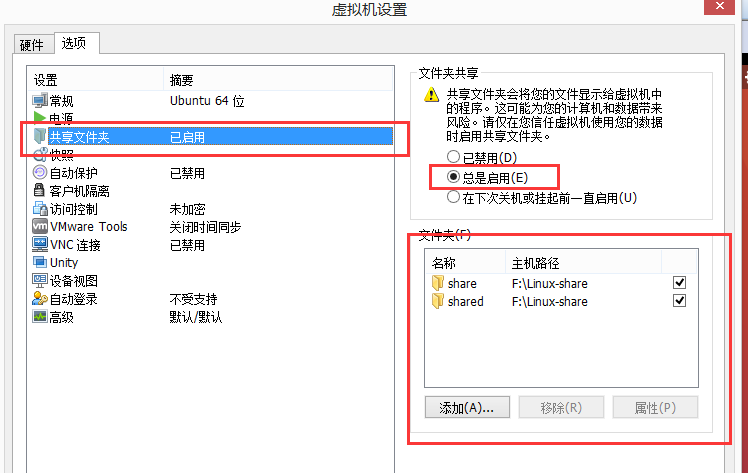 虚拟机设置
硬件 选项
设置 摘要
常规 Ubuntu 64 位
电源
共享文件夹 已启用
快照
自动保护 已禁用
客户机隔离
访问控制 未加密
VMware Tools 关闭时间同步
VNC 连接 已禁用
Unity
设备视图
自动登录 不受支持
高级 默认/默认
文件夹共享
共享文件夹会将您的文件显示给虚拟机中
的程序。这可能为您的计算机和数据带来
风险。请仅在您信任虚拟机使用您的数据
时启用共享文件夹。
已禁用(D)
总是启用(E)
在下次关机或挂起前一直启用(U)
文件夹(F)
名称 主机路径
share F:\Linux-share
shared F:\Linux-share
添加(A)... 移除(R) 属性(P)
vm